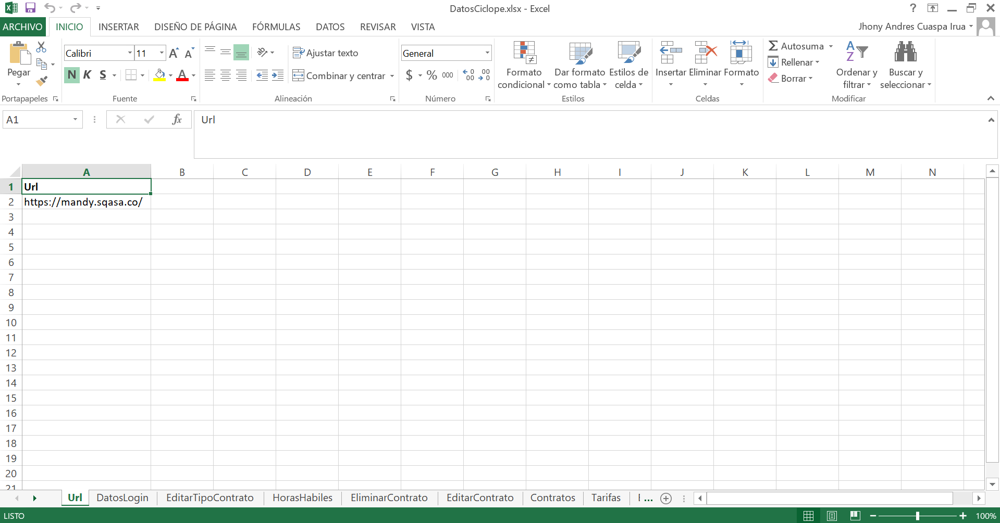 DatosCiclope.xlsx - Excel
?
ARCHIVO INICIO INSERTAR DISEÑO DE PÁGINA FÓRMULAS DATOS REVISAR VISTA
Jhony Andres Cuaspa Irua
Pegar
Portapapeles
Calibri 11 A A
N K S A
Fuente
Ajustar texto
Combinar y centrar
Alineación
General
$ % 000
Número
Formato condicional
Dar formato como tabla
Estilos de celda
Estilos
Insertar Eliminar Formato
Celdas
Autosuma
Rellenar
Borrar
Ordenar y filtrar
Buscar y seleccionar
Modificar
A1 fx Url
A B C D E F G H I J K L M N
1 Url
2 https://mandy.sqasa.co/
3
4
5
6
7
8
9
10
11
12
13
14
15
16
17
18
19
20
21
Url DatosLogin EditarTipoContrato HorasHabiles EliminarContrato EditarContrato Contratos Tarifas ...
LISTO 100%